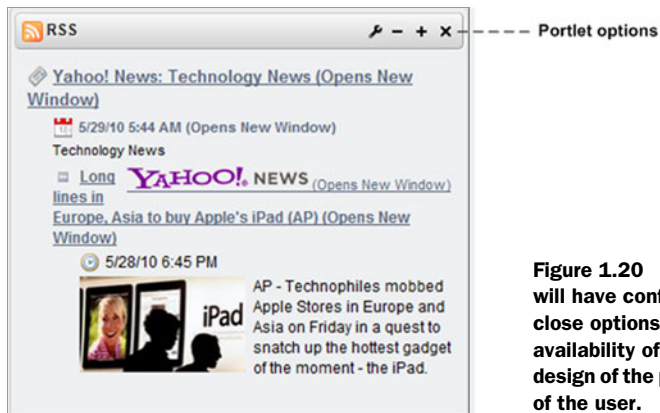 RSS
Portlet options
Yahoo! News: Technology News (Opens New
Window)
5/29/10 5:44 AM (Opens New Window)
Technology News
Long YAHOO!. NEWS (Opens New Window)
lines in
Europe, Asia to buy Apple's iPad (AP) (Opens New
Window)
5/28/10 6:45 PM
AP - Technophiles mobbed
Apple Stores in Europe and
Asia on Friday in a quest to
snatch up the hottest gadget
of the moment - the iPad.
iPad
Figure 1.20
will have conf
close options
availability of
design of the p
of the user.